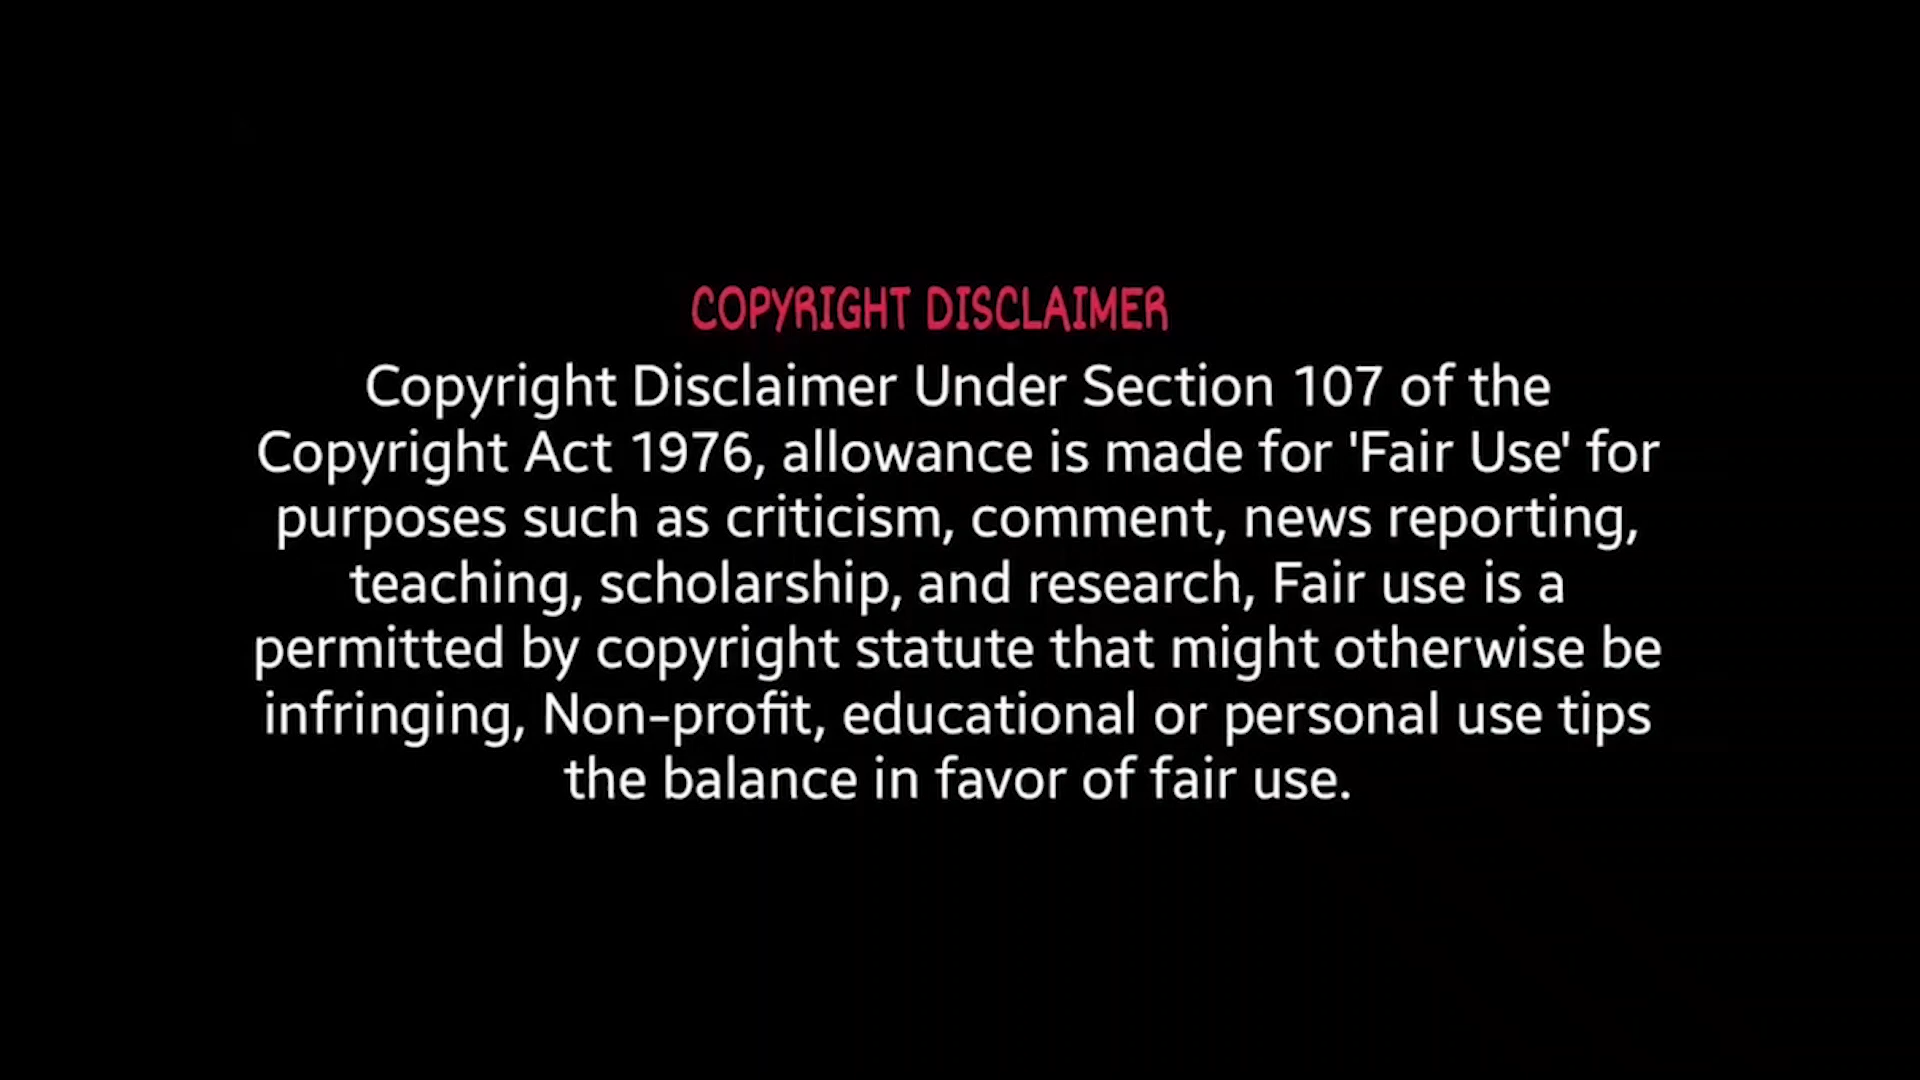 COPYRIGHT DISCLAIMER
Copyright Disclaimer Under Section 107 of the
Copyright Act 1976, allowance is made for 'Fair Use' for
purposes such as criticism, comment, news reporting,
teaching, scholarship, and research, Fair use is a
permitted by copyright statute that might otherwise be
infringing, Non-profit, educational or personal use tips
the balance in favor of fair use.